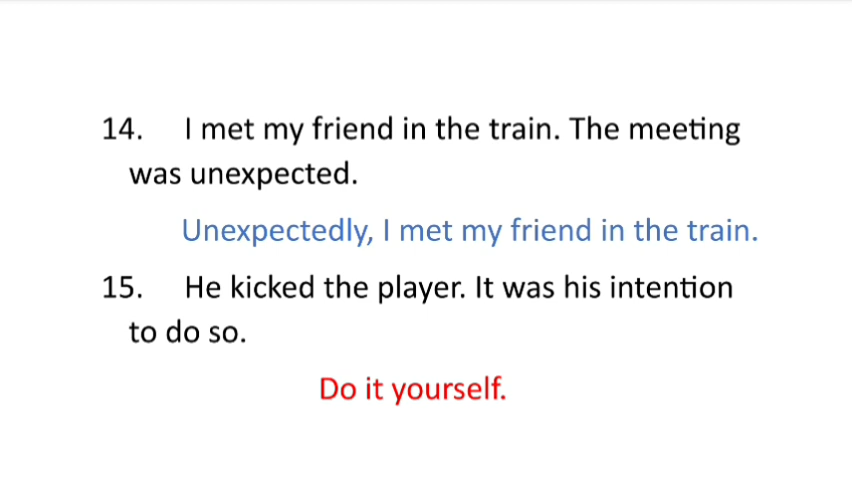 14. I met my friend in the train. The meeting
was unexpected.
Unexpectedly, I met my friend in the train.
15. He kicked the player. It was his intention
to do so.
Do it yourself.